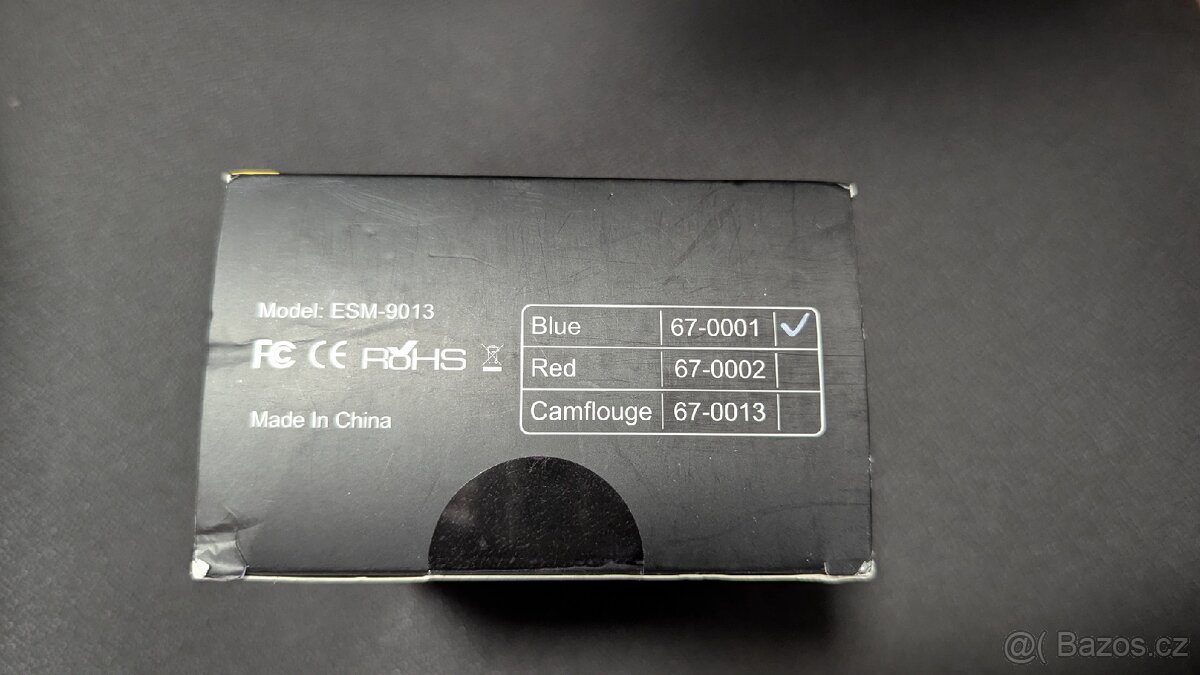 Model: ESM-9013
FC CE RoHS
Made In China
Blue 67-0001 ✓
Red 67-0002
Camflouge 67-0013
@( Bazos.cz